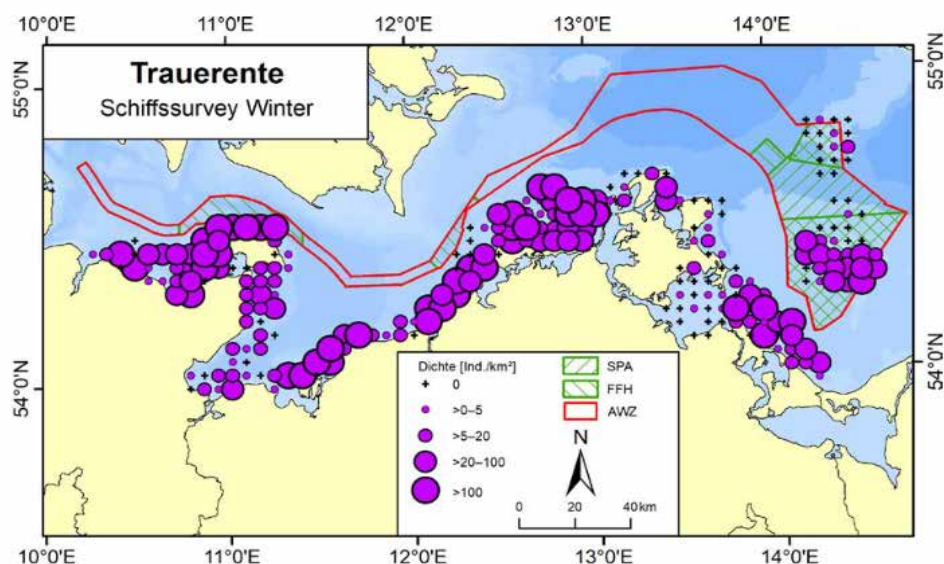 10°0'E 11°0'E 12°0'E 13°0'E 14°0'E
Trauerente
Schiffssurvey Winter
55°0'N
55°0'N
54°0'N
54°0'N
Dichte [Ind./km²]
0
>0–5
>5–20
>20–100
>100
SPA
FFH
AWZ
N
0 20 40 km
10°0'E 11°0'E 12°0'E 13°0'E 14°0'E